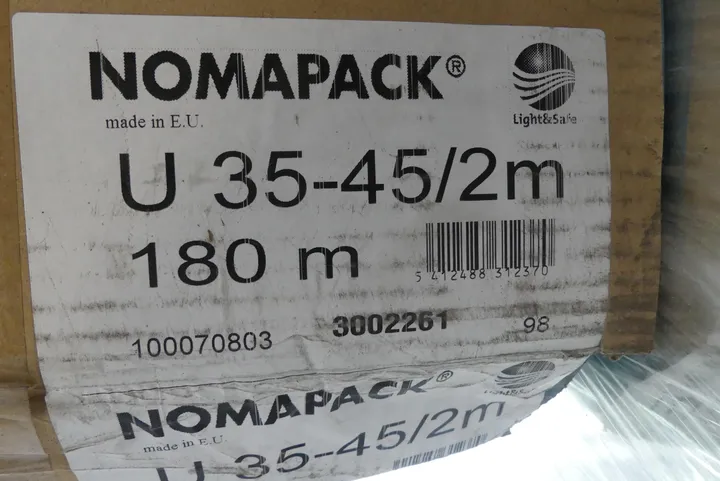 NOMAPACK®
Light&Safe
made in E.U.
U 35-45/2m
180 m
5 412488 312370
100070803
3002261
98
NOMAPACK®
made in E.U.
U 35-45/2m